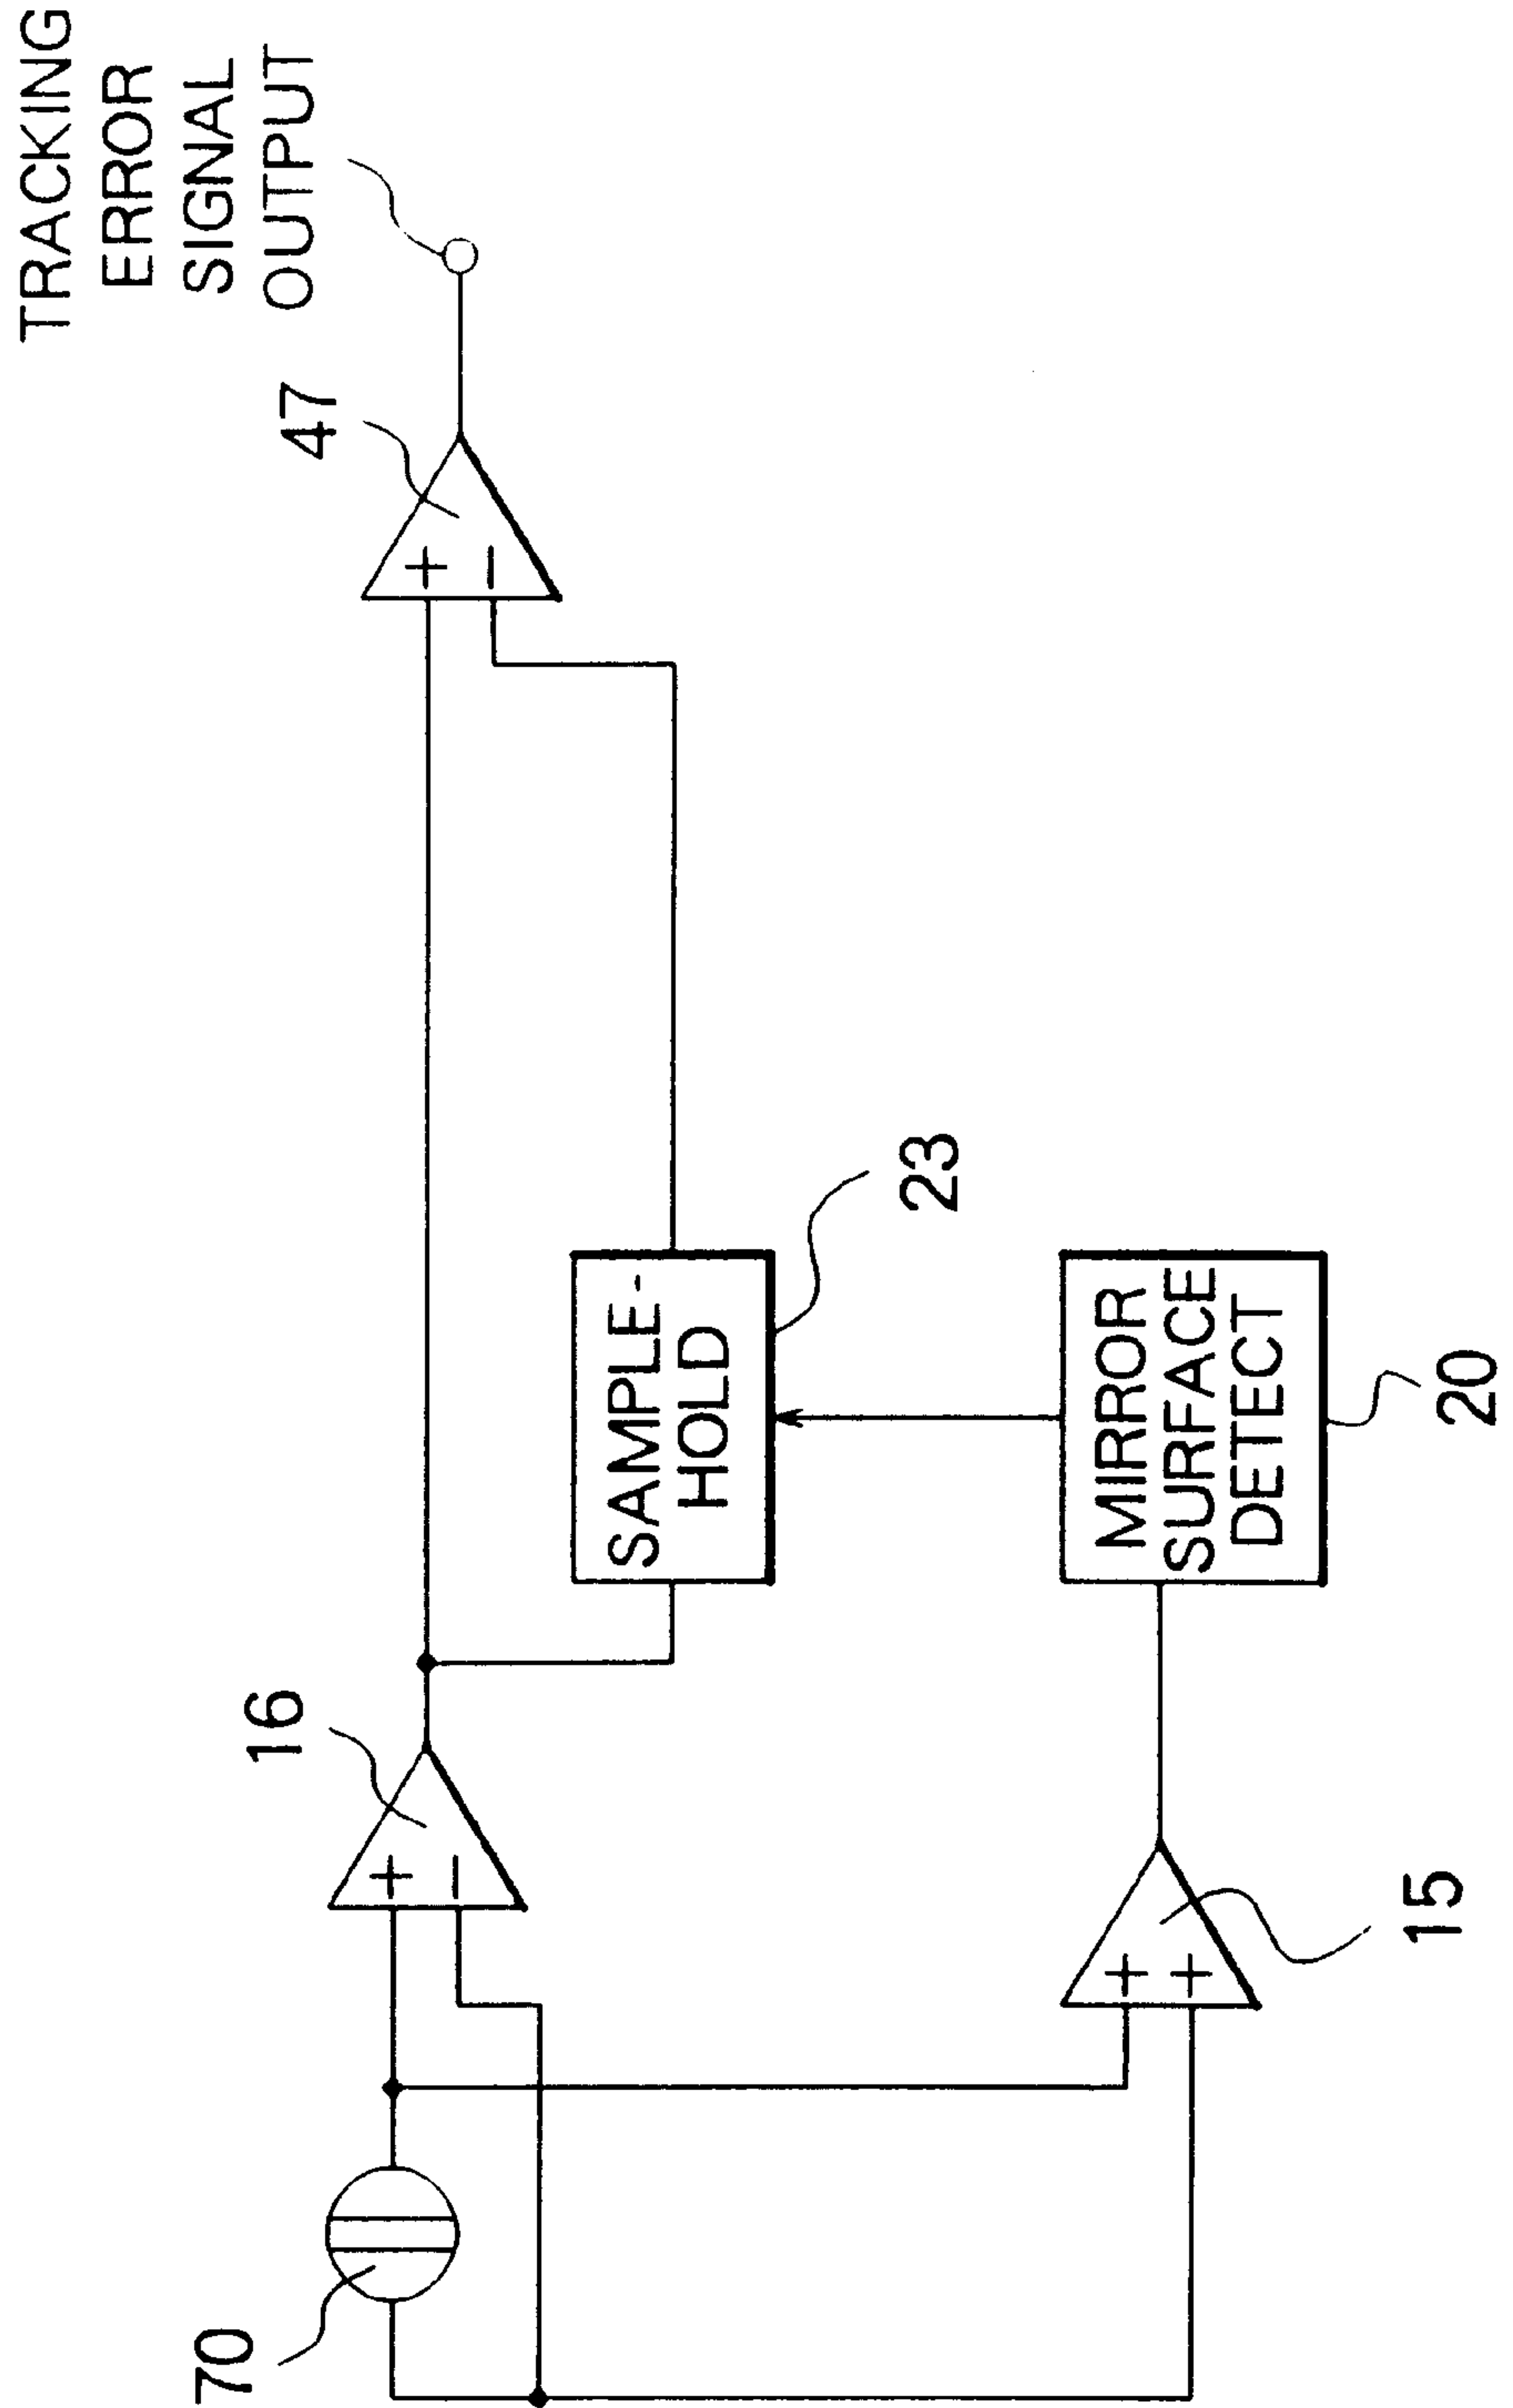 TRACKING
ERROR
SIGNAL
OUTPUT
47
+
−
16
+
−
70
SAMPLE-
HOLD
23
MIRROR
SURFACE
DETECT
20
15
+
+